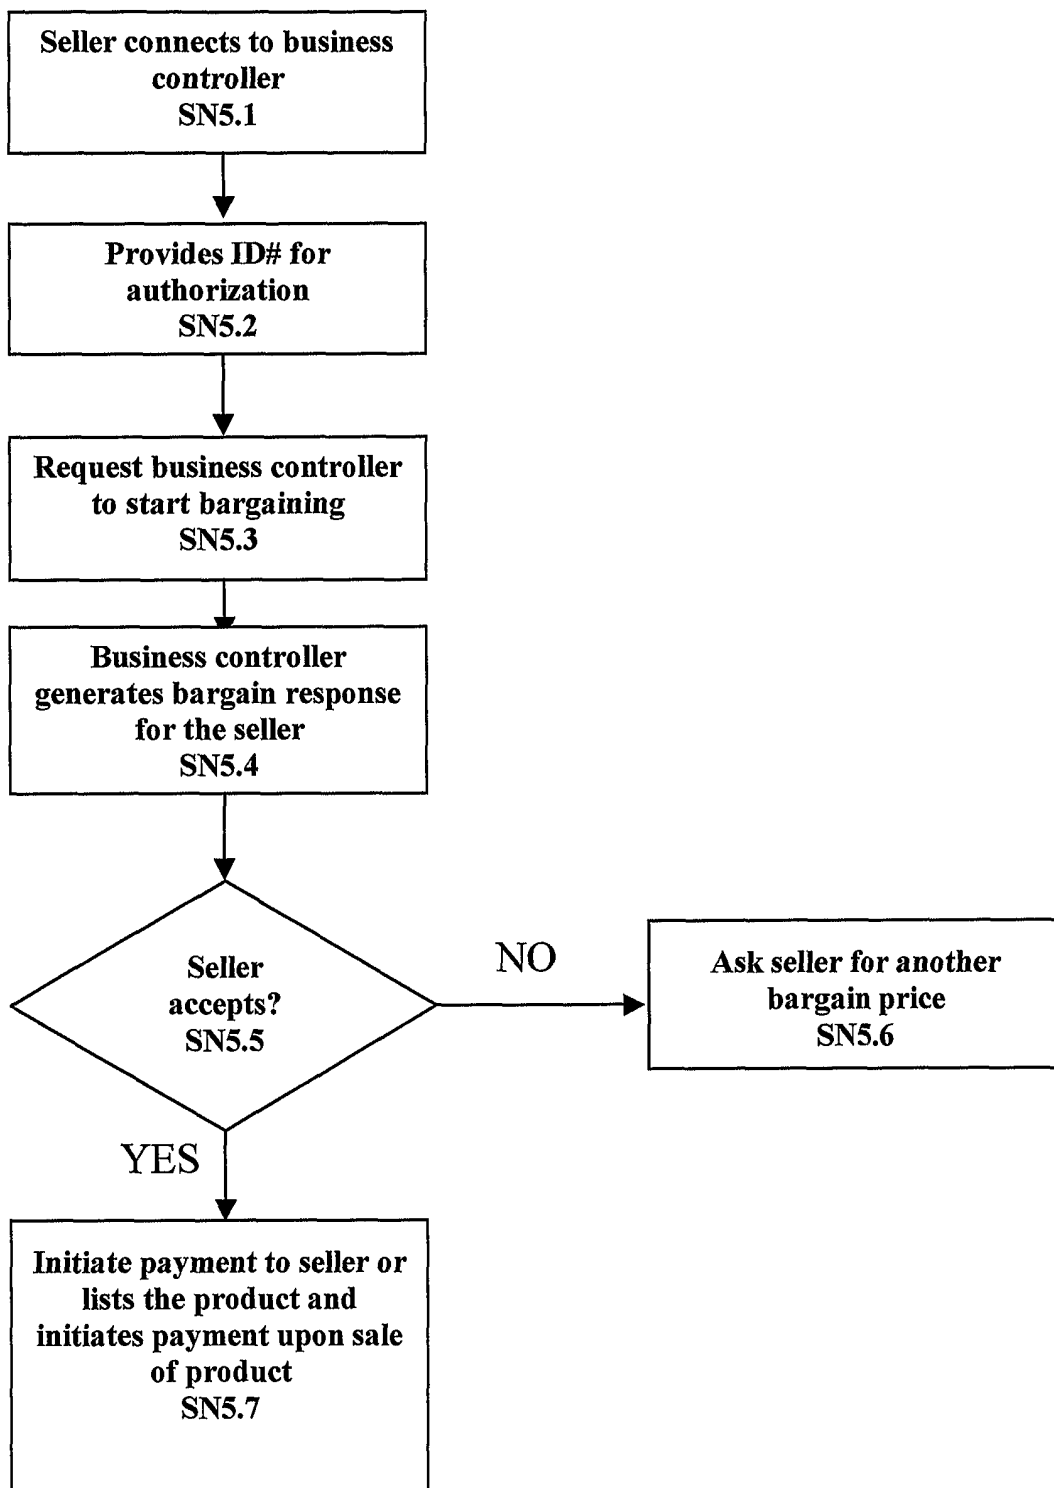 Seller connects to business
controller
SN5.1
Provides ID# for
authorization
SN5.2
Request business controller
to start bargaining
SN5.3
Business controller
generates bargain response
for the seller
SN5.4
Seller
accepts?
SN5.5
NO
Ask seller for another
bargain price
SN5.6
YES
Initiate payment to seller or
lists the product and
initiates payment upon sale
of product
SN5.7